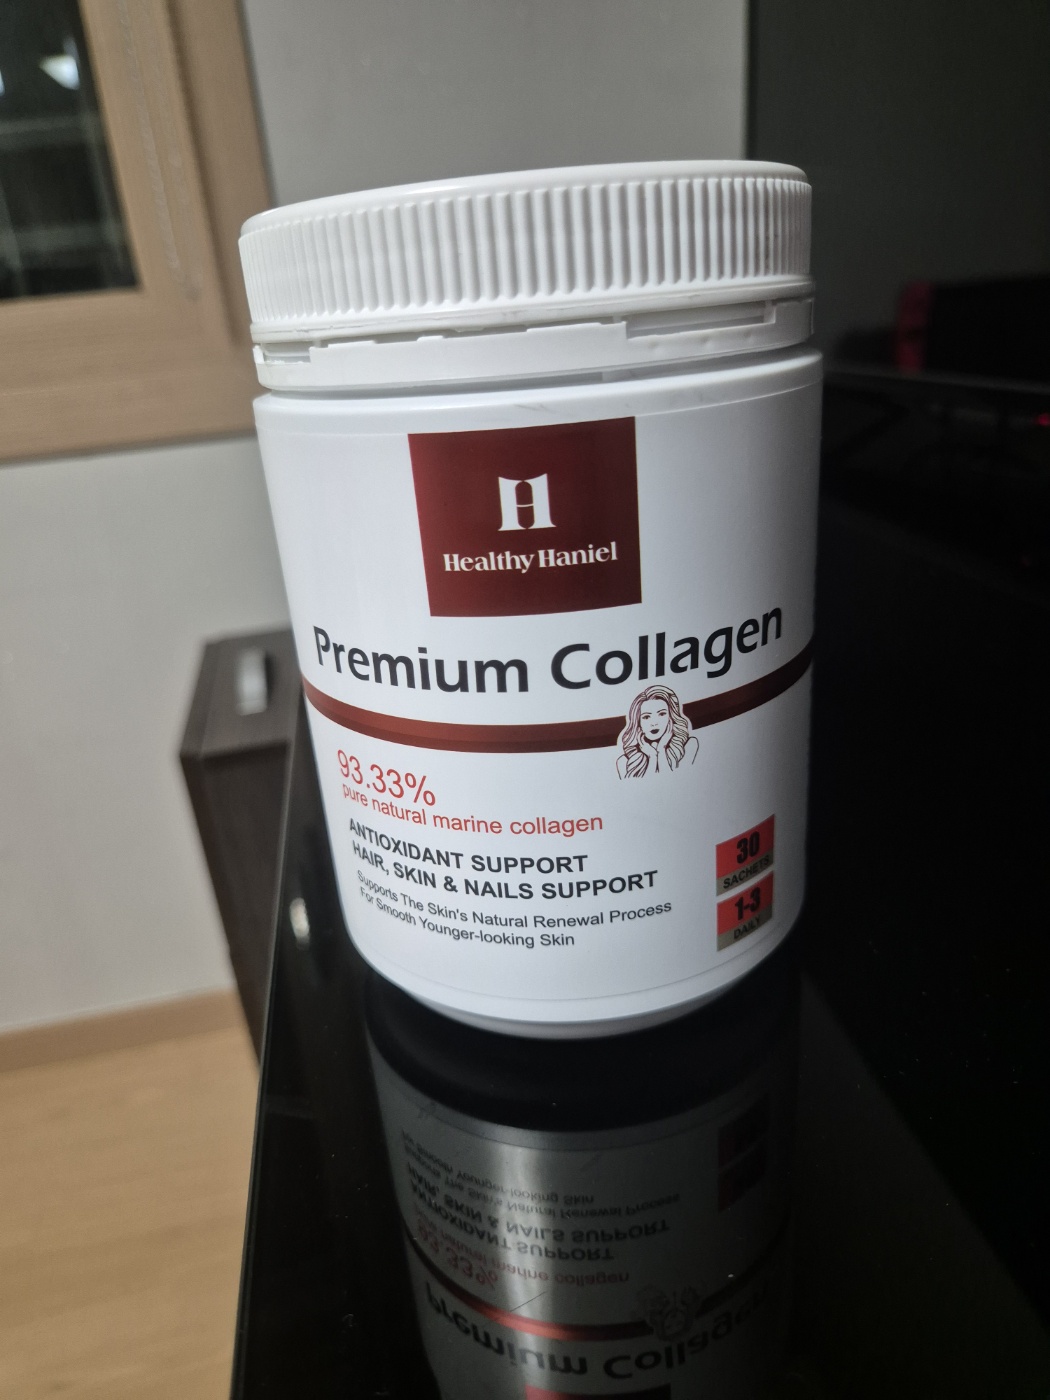 H
Healthy Haniel
Premium Collagen
93.33%
pure natural marine collagen
ANTIOXIDANT SUPPORT
HAIR, SKIN & NAILS SUPPORT
Supports The Skin's Natural Renewal Process
For Smooth Younger-looking Skin
30
SACHETS
1-3
DAILY